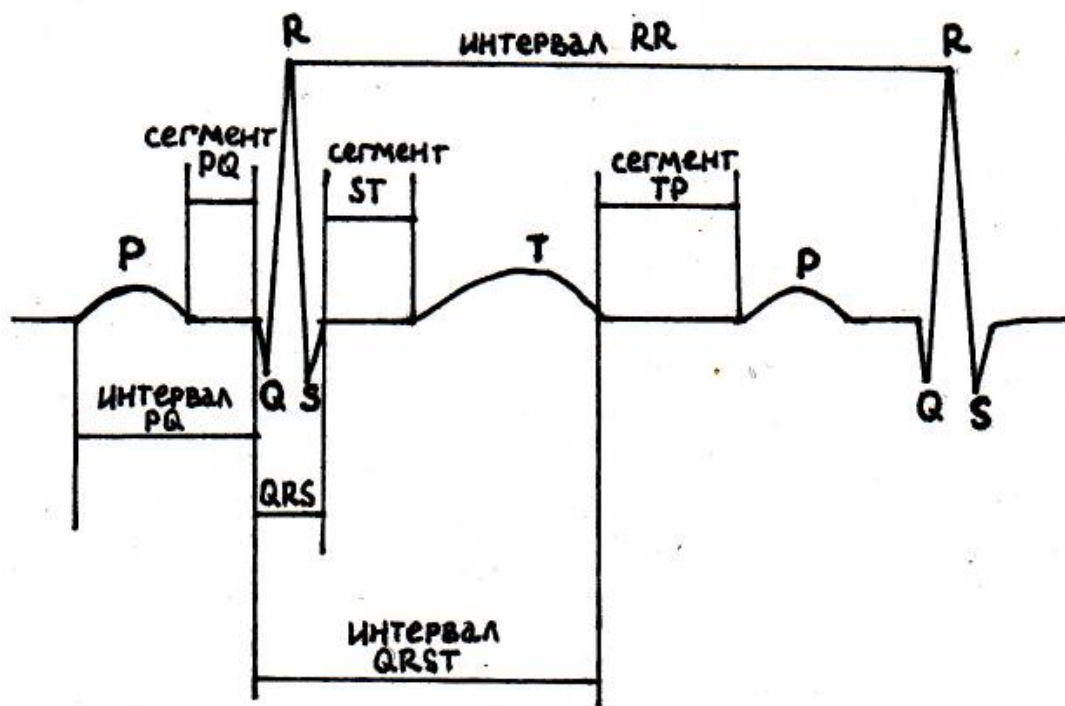 R
интервал RR
R
сегмент
PQ
сегмент
ST
сегмент
TP
P
T
P
Q
S
Q
S
интервал
PQ
QRS
интервал
QRST